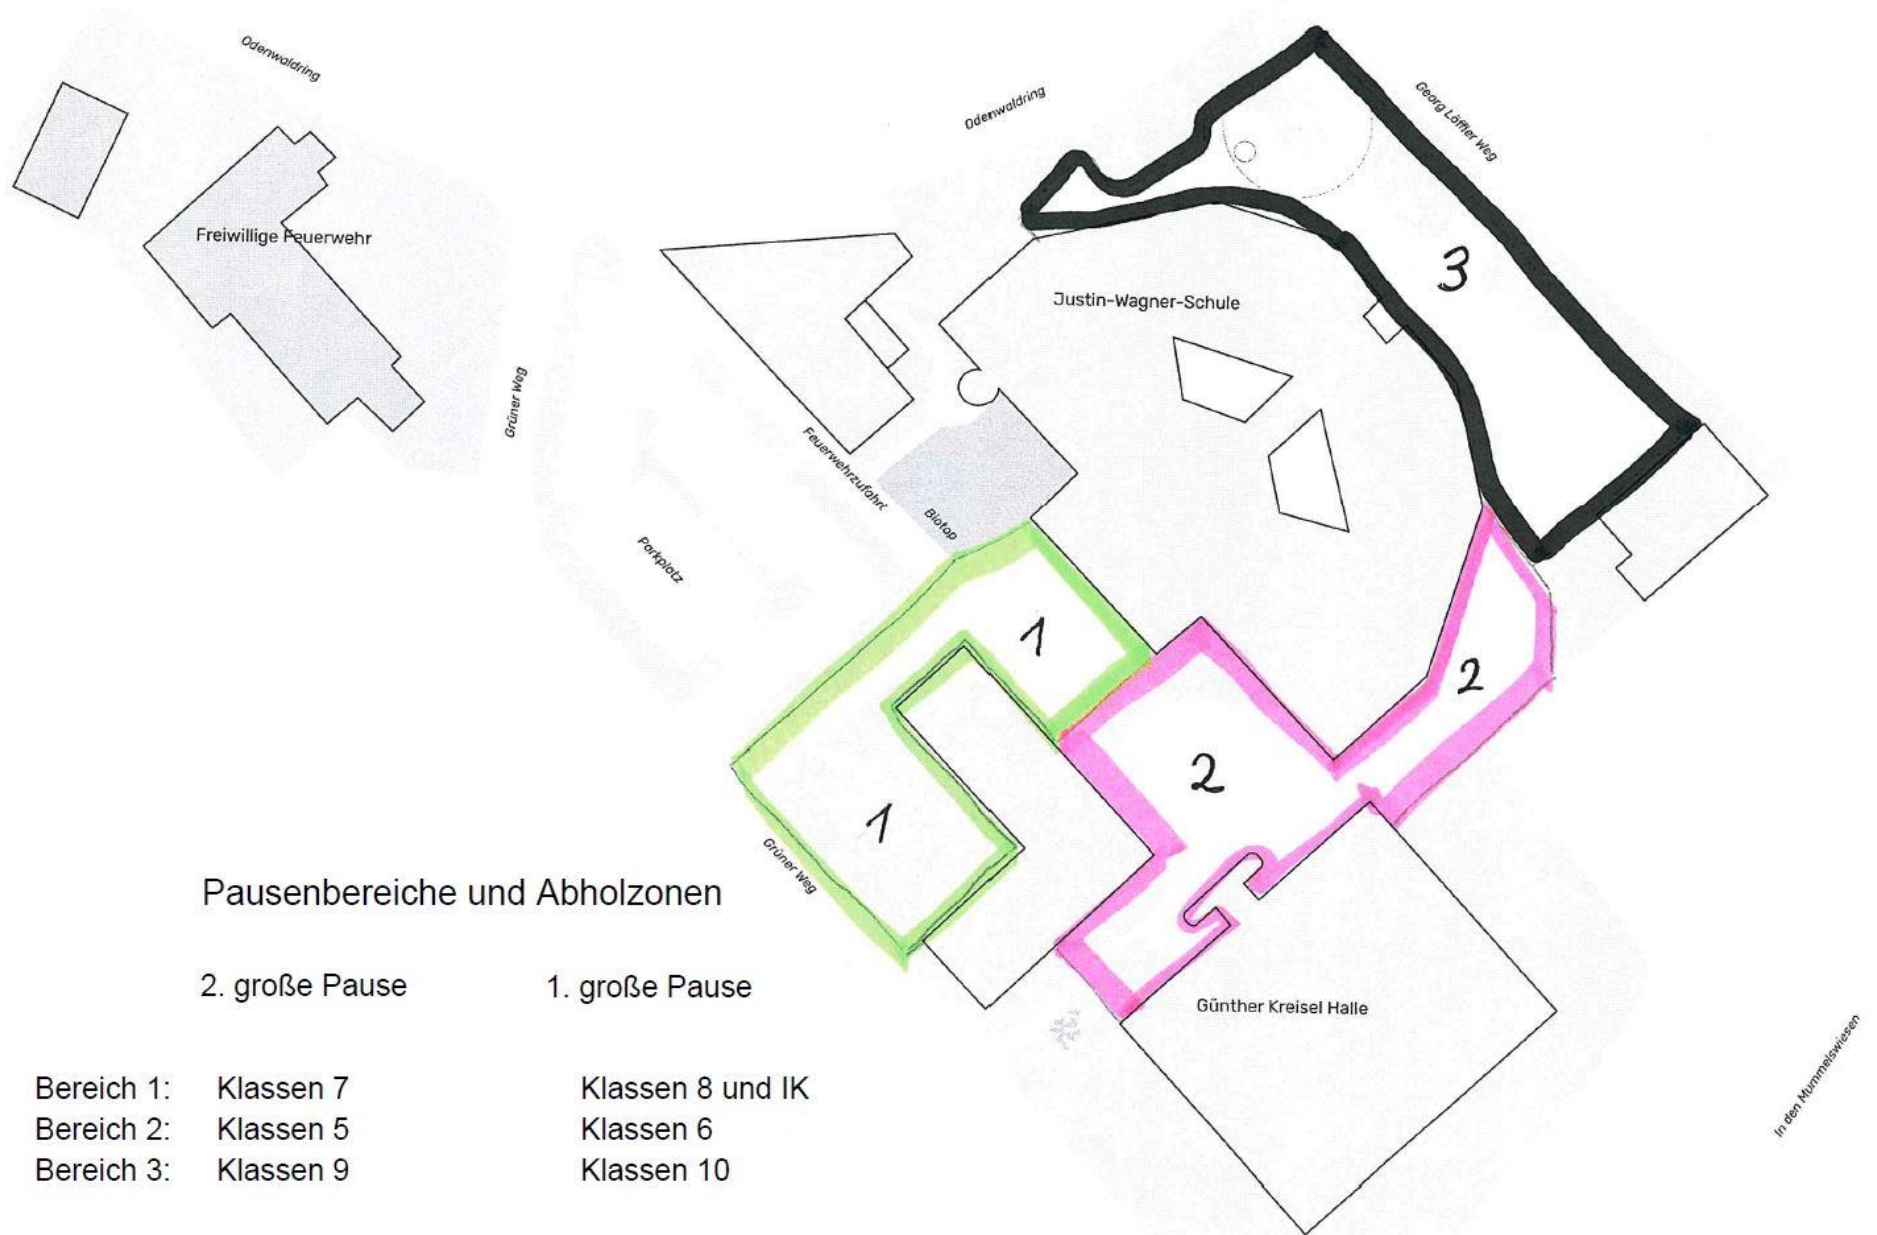 Odenwaldring
Odenwaldring
Georg Löffler Weg
Freiwillige Feuerwehr
3
Justin-Wagner-Schule
Grüner Weg
Feuerwehrzufahrt
Biotop
Parkplatz
1
2
2
1
Grüner Weg
Pausenbereiche und Abholzonen
2. große Pause 1. große Pause
Günther Kreisel Halle
In den Mummelswiesen
Bereich 1: Klassen 7 Klassen 8 und IK
Bereich 2: Klassen 5 Klassen 6
Bereich 3: Klassen 9 Klassen 10